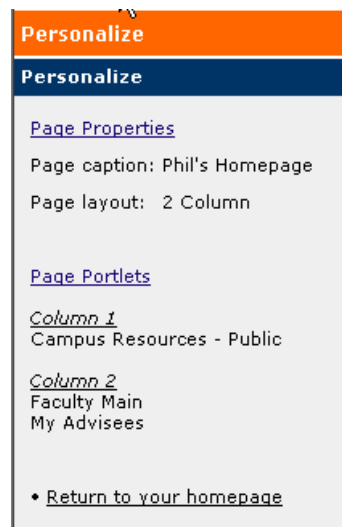 Personalize
Personalize
Page Properties
Page caption: Phil's Homepage
Page layout: 2 Column
Page Portlets
Column 1
Campus Resources - Public
Column 2
Faculty Main
My Advisees
• Return to your homepage